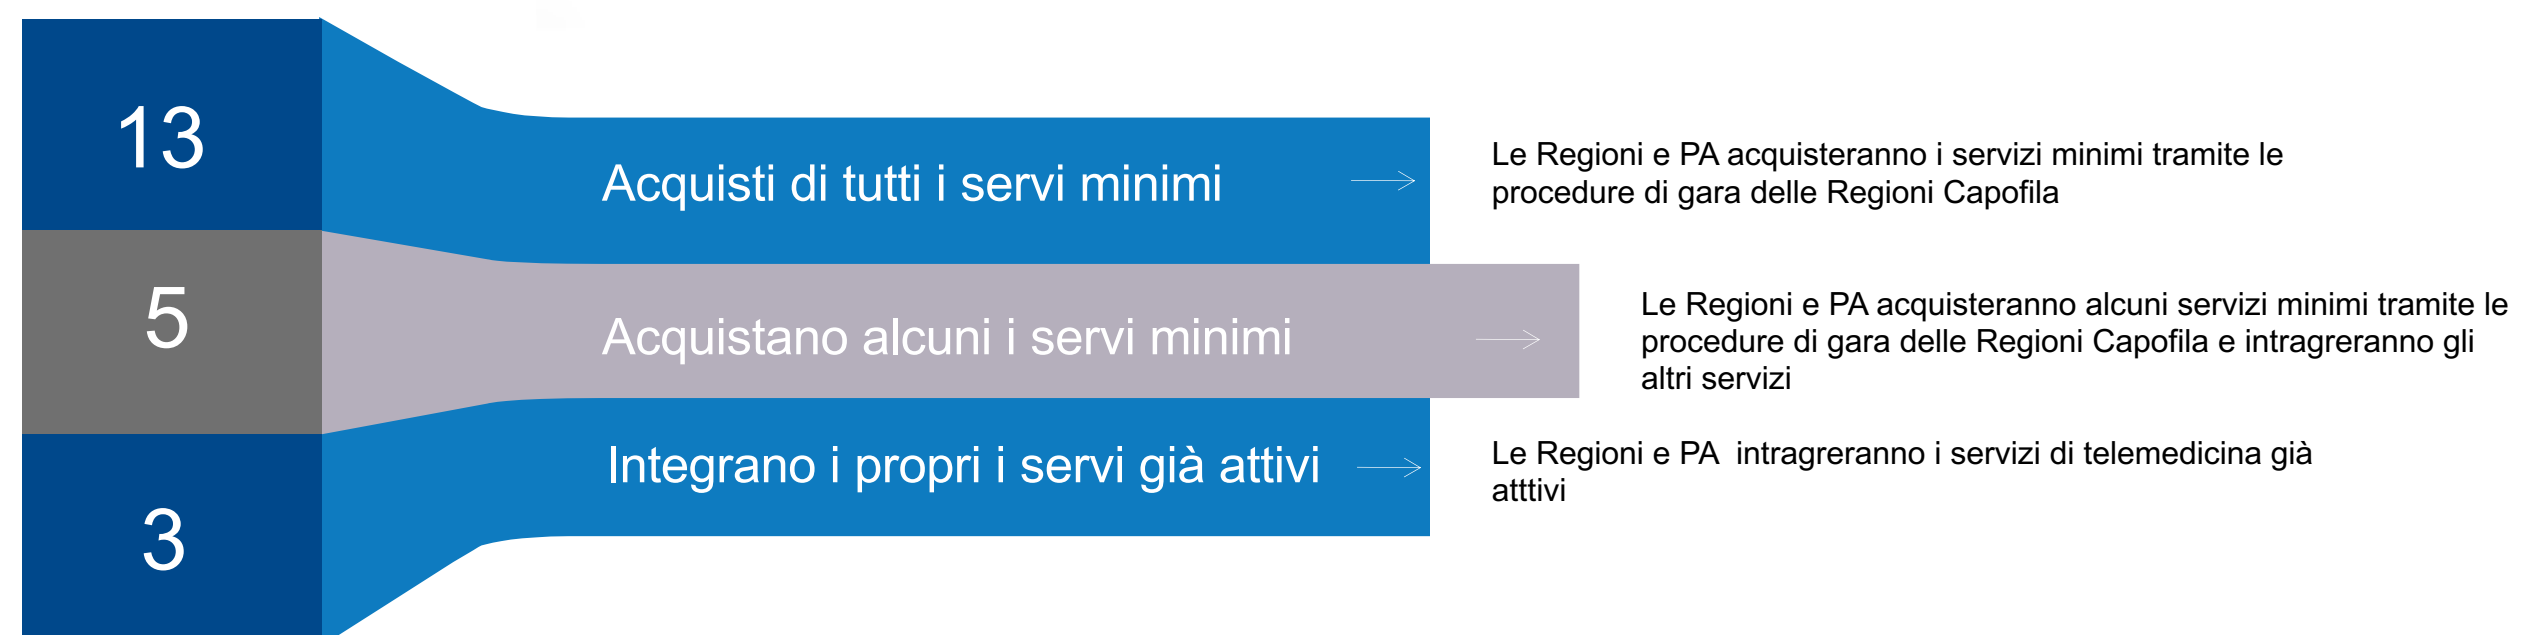 13
Acquisti di tutti i servi minimi
Le Regioni e PA acquisteranno i servizi minimi tramite le
procedure di gara delle Regioni Capofila
5
Acquistano alcuni i servi minimi
Le Regioni e PA acquisteranno alcuni servizi minimi tramite le
procedure di gara delle Regioni Capofila e intragreranno gli
altri servizi
3
Integrano i propri i servi già attivi
Le Regioni e PA  intragreranno i servizi di telemedicina già
atttivi